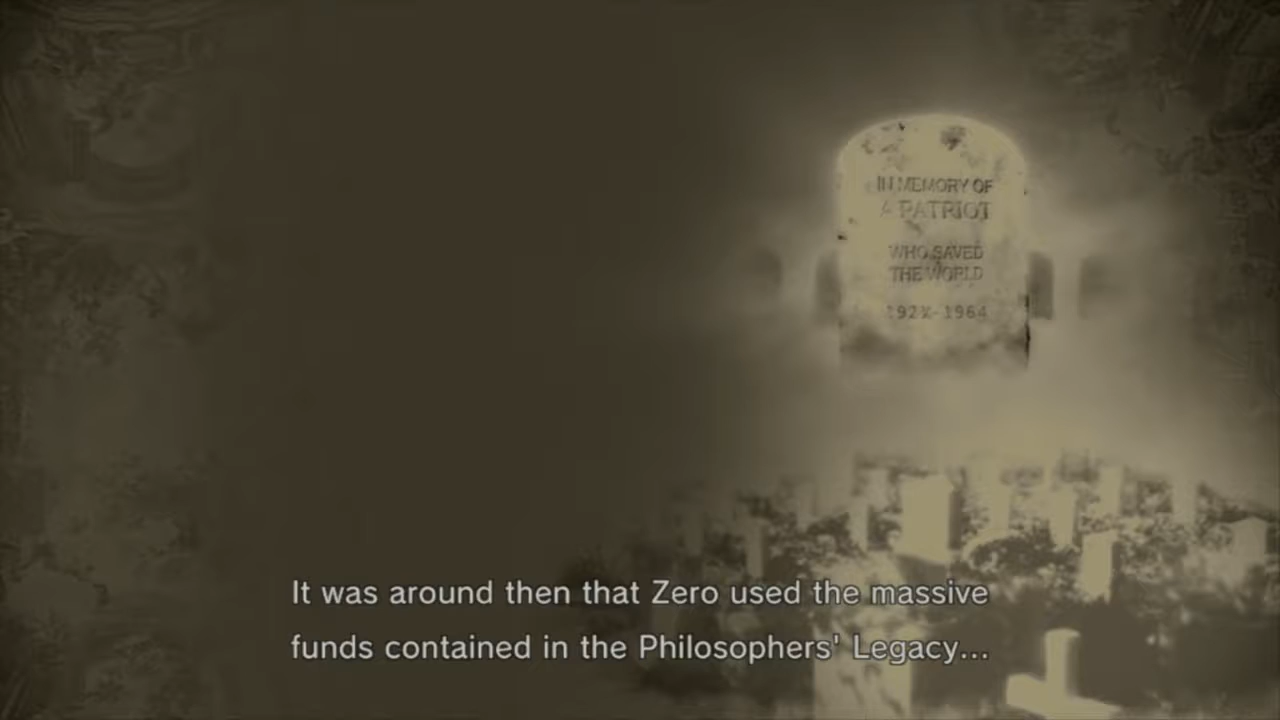 IN MEMORY OF
A PATRIOT
WHO SAVED
THE WORLD
192X-1964
It was around then that Zero used the massive
funds contained in the Philosophers' Legacy...